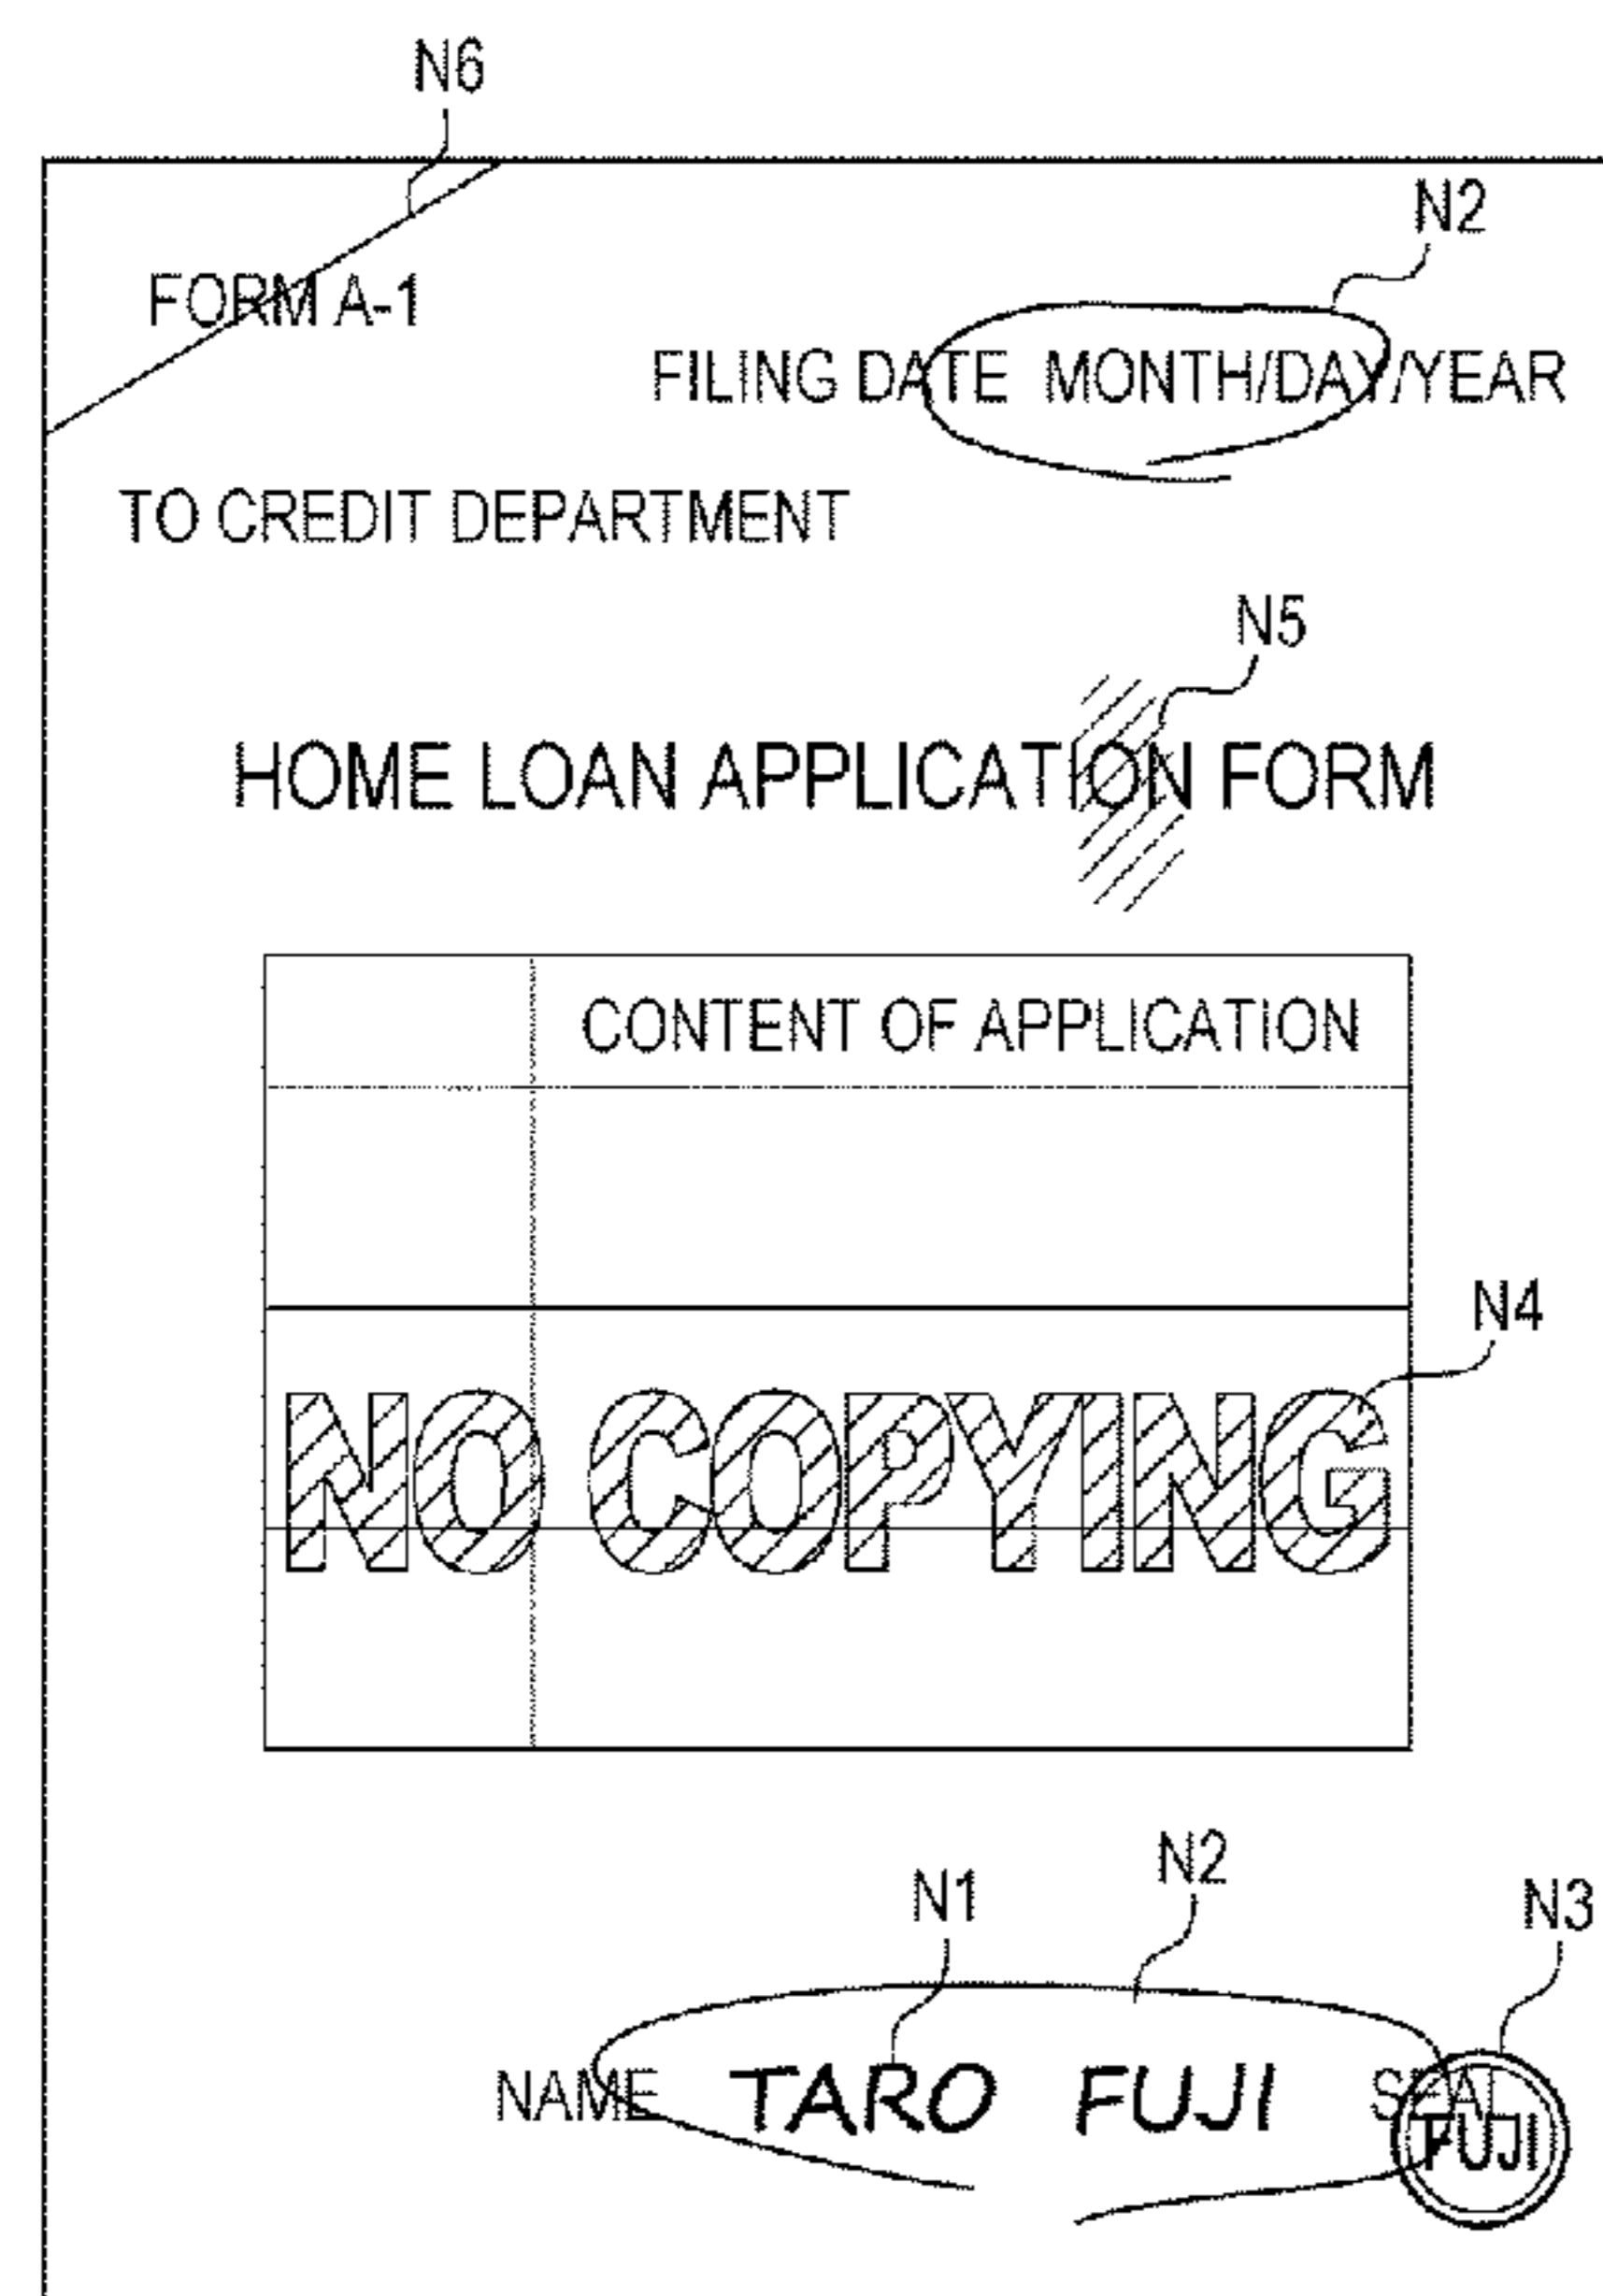 N6
N2
FORM A-1
FILING DATE MONTH/DAY/YEAR
TO CREDIT DEPARTMENT
N5
HOME LOAN APPLICATION FORM
CONTENT OF APPLICATION
N4
NO COPYING
N1
N2
N3
NAME TARO FUJI SEAL
FUJI